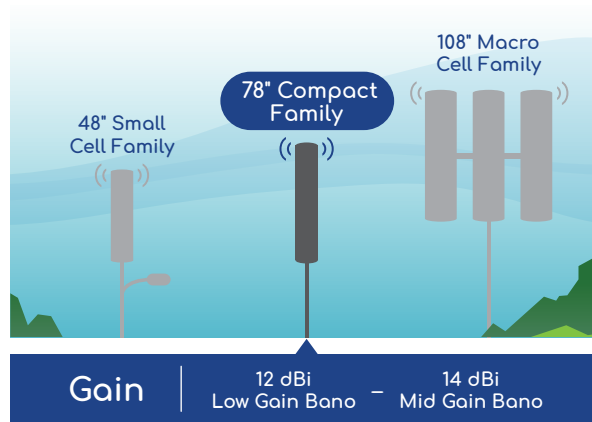 108" Macro
Cell Family
78" Compact
Family
48" Small
Cell Family
Gain
12 dBi
Low Gain Bano
–
14 dBi
Mid Gain Bano